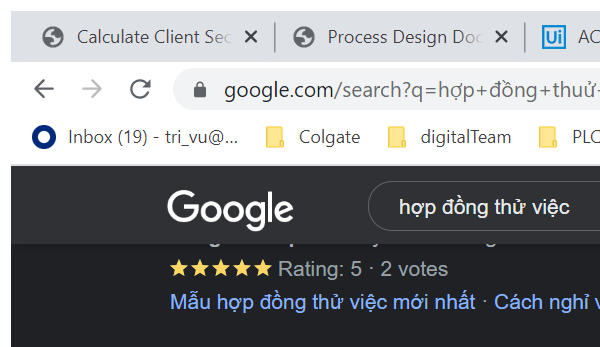 Calculate Client Sec
Process Design Doc
Ui
AC
google.com/search?q=hợp+đồng+thuử
Inbox (19) - tri_vu@...
Colgate
digitalTeam
PLC
Google
hợp đồng thử việc
Rating: 5 · 2 votes
Mẫu hợp đồng thử việc mới nhất · Cách nghỉ v